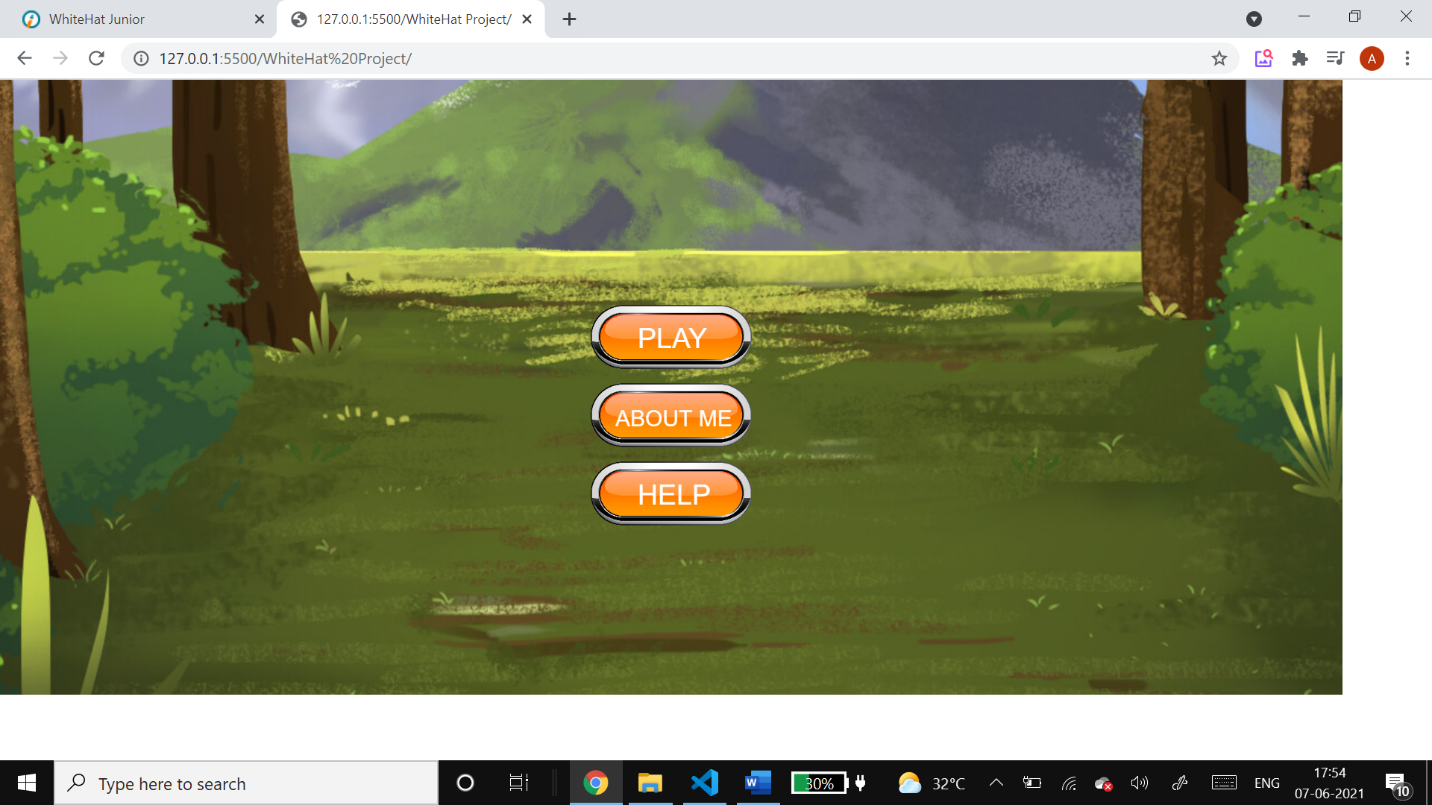 WhiteHat Junior
127.0.0.1:5500/WhiteHat Project/
127.0.0.1:5500/WhiteHat%20Project/
A
PLAY
ABOUT ME
HELP
Type here to search
W
30%
32°C
ENG
17:54
07-06-2021
10